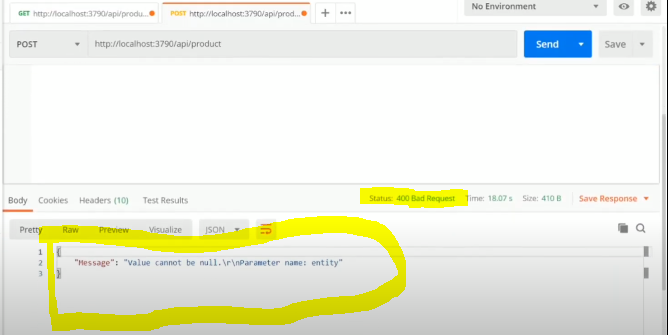 No Environment
GET http://localhost:3790/api/produ...
POST http://localhost:3790/api/prod...
+ •••
POST http://localhost:3790/api/product Send Save
Body Cookies Headers (10) Test Results Status: 400 Bad Request Time: 18.07 s Size: 410 B Save Response
Pretty Raw Preview Visualize JSON
1 {
2 "Message": "Value cannot be null.\r\nParameter name: entity"
3 }